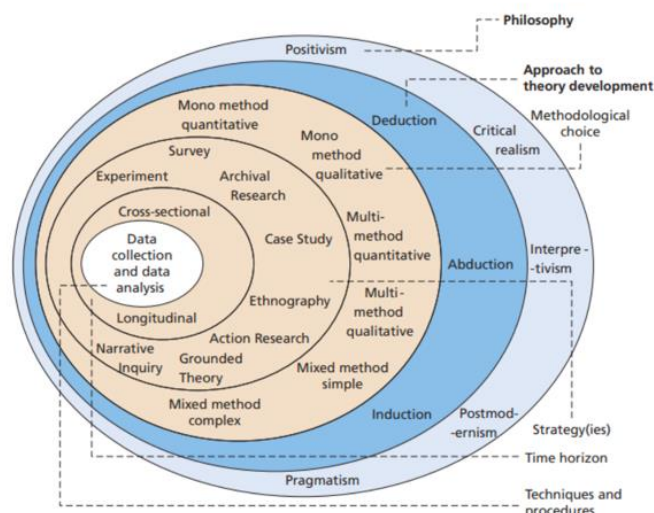 Philosophy
Positivism
Approach to
theory development
Mono method
quantitative
Deduction
Methodological
choice
Critical
realism
Mono
method
qualitative
Survey
Experiment
Archival
Research
Cross-sectional
Multi-
method
quantitative
Case Study
Data
collection
and data
analysis
Abduction
Interpre -
-tivism
Ethnography
Multi-
method
qualitative
Longitudinal
Action Research
Narrative
Inquiry
Grounded
Theory
Mixed method
simple
Mixed method
complex
Induction
Postmod-
-ernism
Strategy(ies)
Time horizon
Pragmatism
Techniques and
procedures